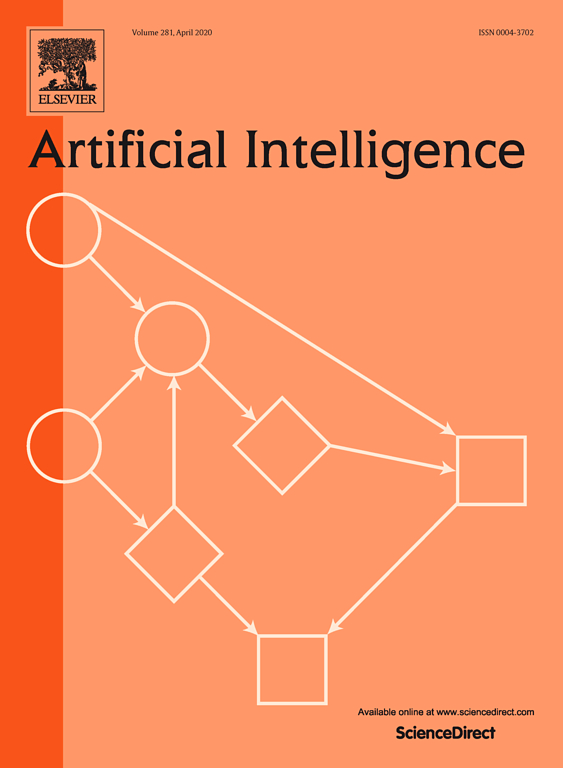 Volume 281, April 2020
ISSN 0004-3702
ELSEVIER
Artificial Intelligence
Available online at www.sciencedirect.com
ScienceDirect